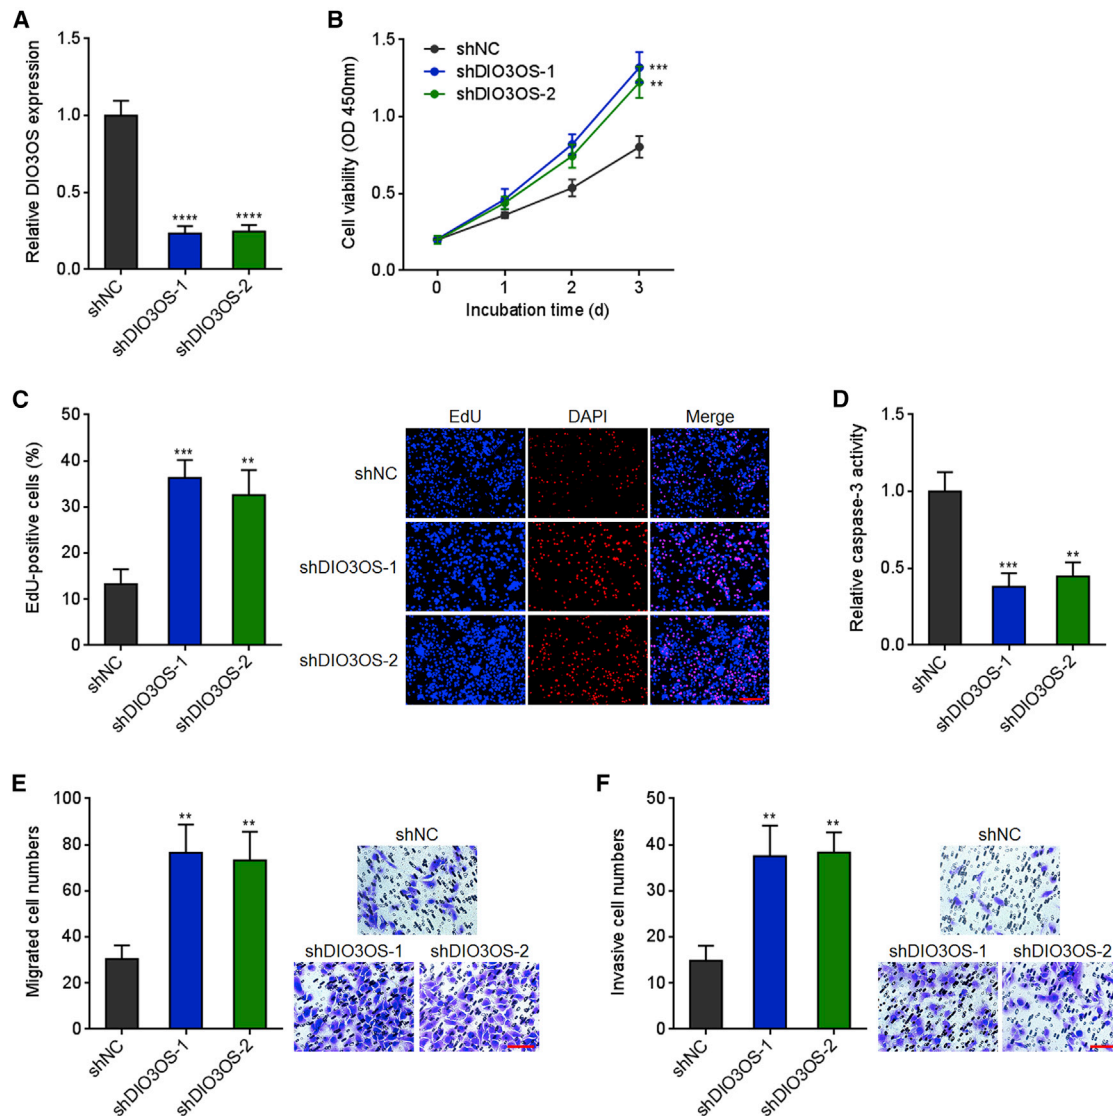 A
Relative DIO3OS expression
1.5
1.0
0.5
0.0
****
****
shNC
shDIO3OS-1
shDIO3OS-2
B
Cell viability (OD 450nm)
1.5
1.0
0.5
0.0
shNC
shDIO3OS-1
shDIO3OS-2
***
**
0 1 2 3
Incubation time (d)
C
EdU-positive cells (%)
50
40
30
20
10
0
***
**
shNC
shDIO3OS-1
shDIO3OS-2
EdU DAPI Merge
shNC
shDIO3OS-1
shDIO3OS-2
D
Relative caspase-3 activity
1.5
1.0
0.5
0.0
***
**
shNC
shDIO3OS-1
shDIO3OS-2
E
Migrated cell numbers
100
80
60
40
20
0
**
**
shNC
shDIO3OS-1
shDIO3OS-2
shNC
shDIO3OS-1 shDIO3OS-2
F
Invasive cell numbers
50
40
30
20
10
0
**
**
shNC
shDIO3OS-1
shDIO3OS-2
shNC
shDIO3OS-1 shDIO3OS-2